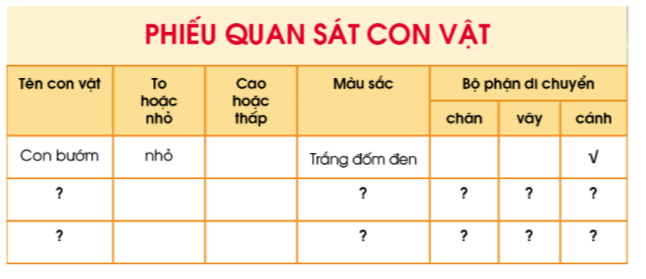 PHIẾU QUAN SÁT CON VẬT
Tên con vật To hoặc nhỏ Cao hoặc thấp Màu sắc Bộ phận di chuyển
chân vây cánh
Con bướm nhỏ Trắng đốm đen √
? ? ? ? ?
? ? ? ? ?